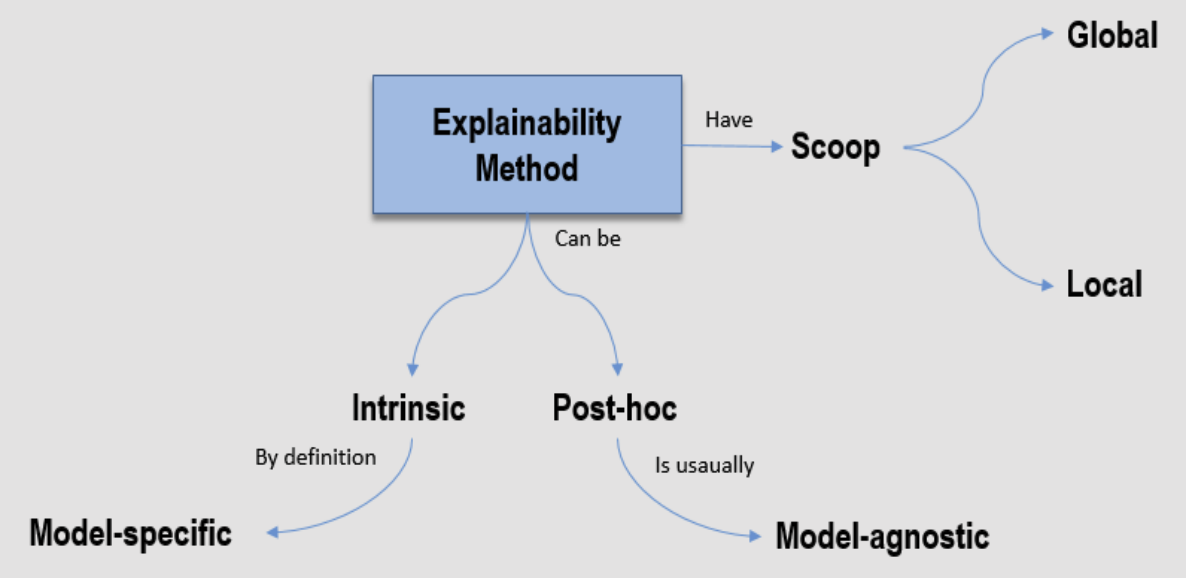 Global
Explainability
Method
Have
Scoop
Can be
Local
Intrinsic
Post-hoc
By definition
Is usaually
Model-specific
Model-agnostic